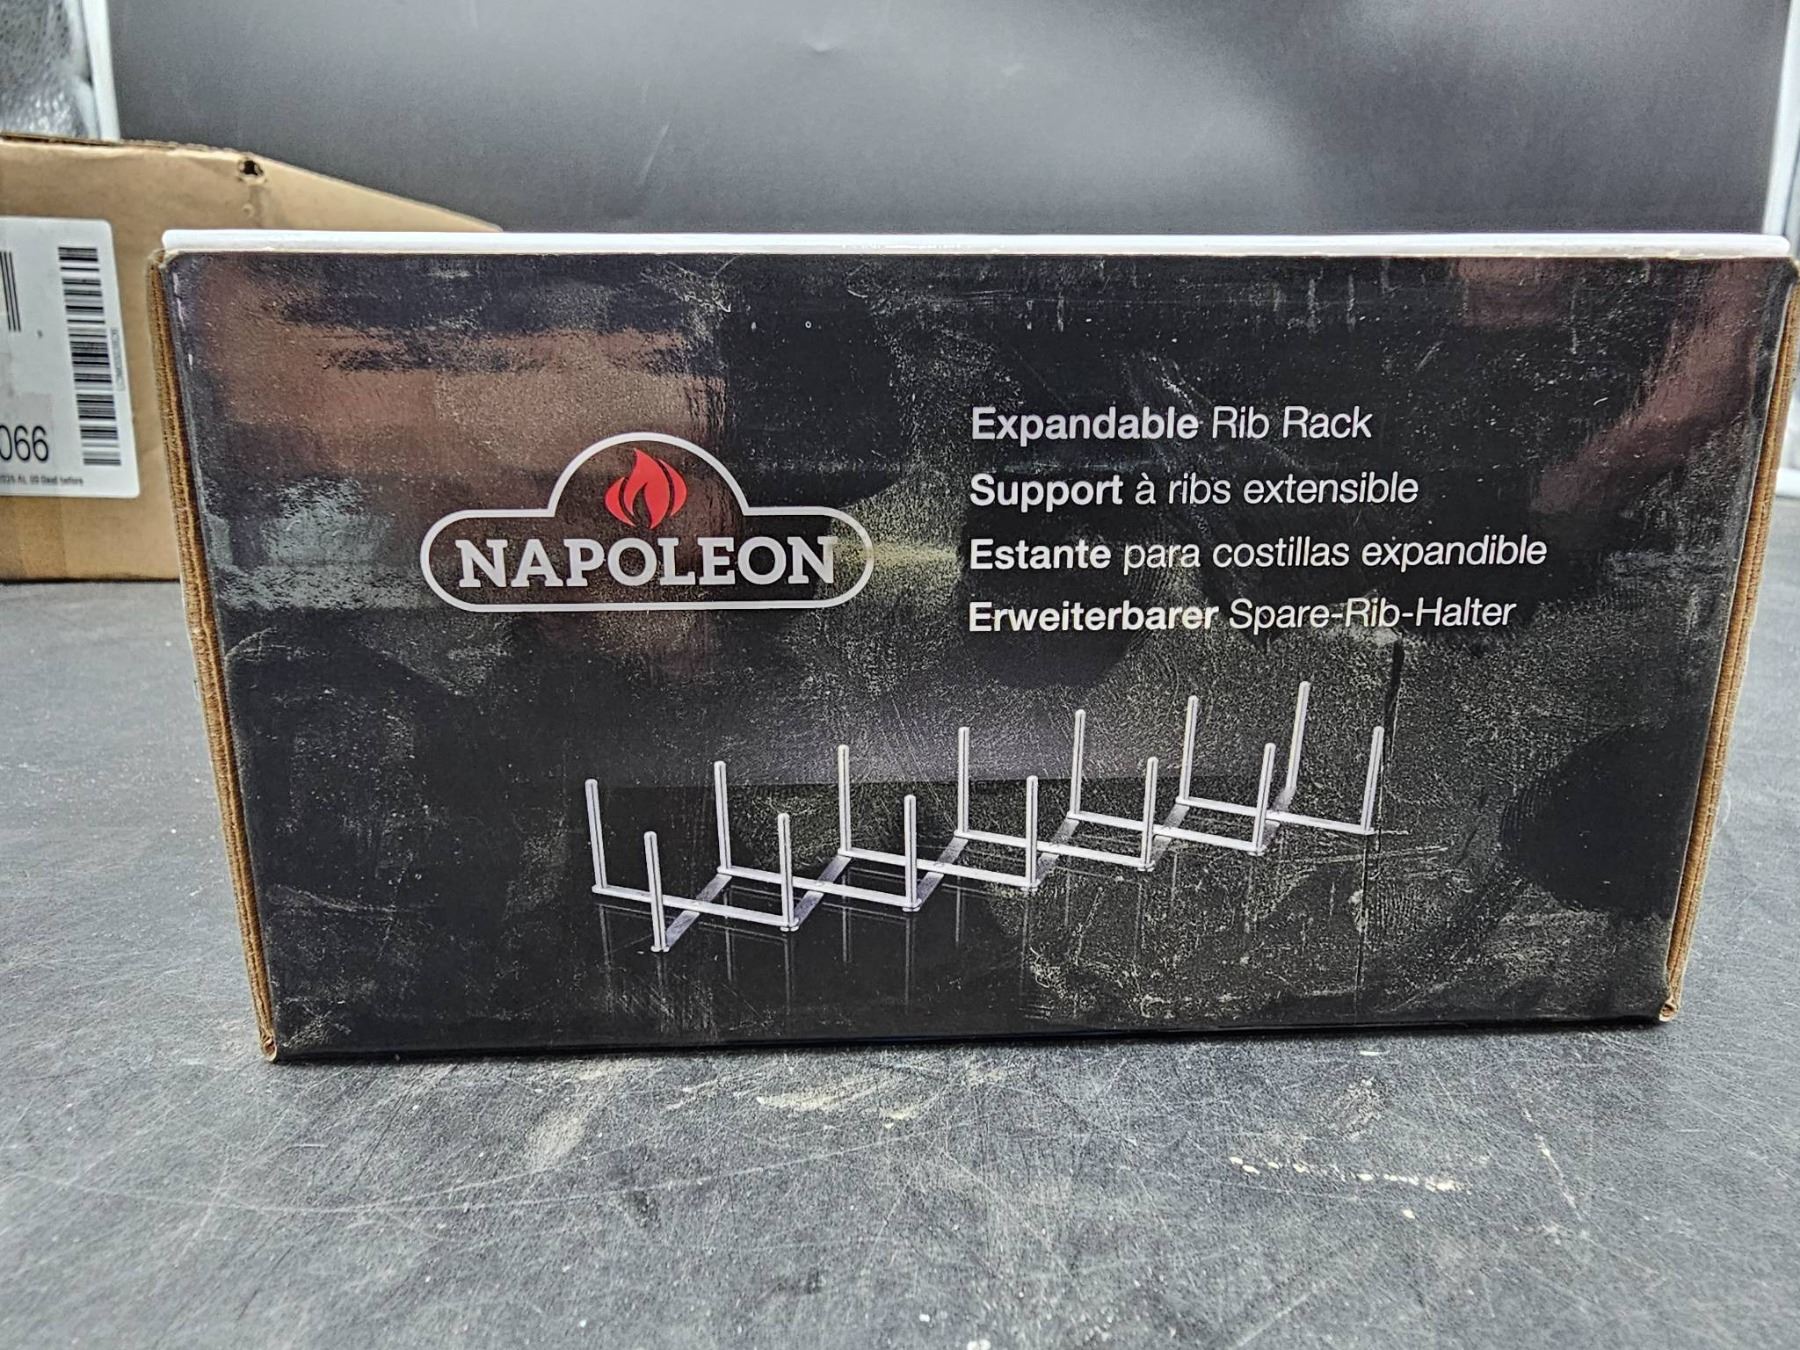 066
NAPOLEON
Expandable Rib Rack
Support à ribs extensible
Estante para costillas expandible
Erweiterbarer Spare-Rib-Halter